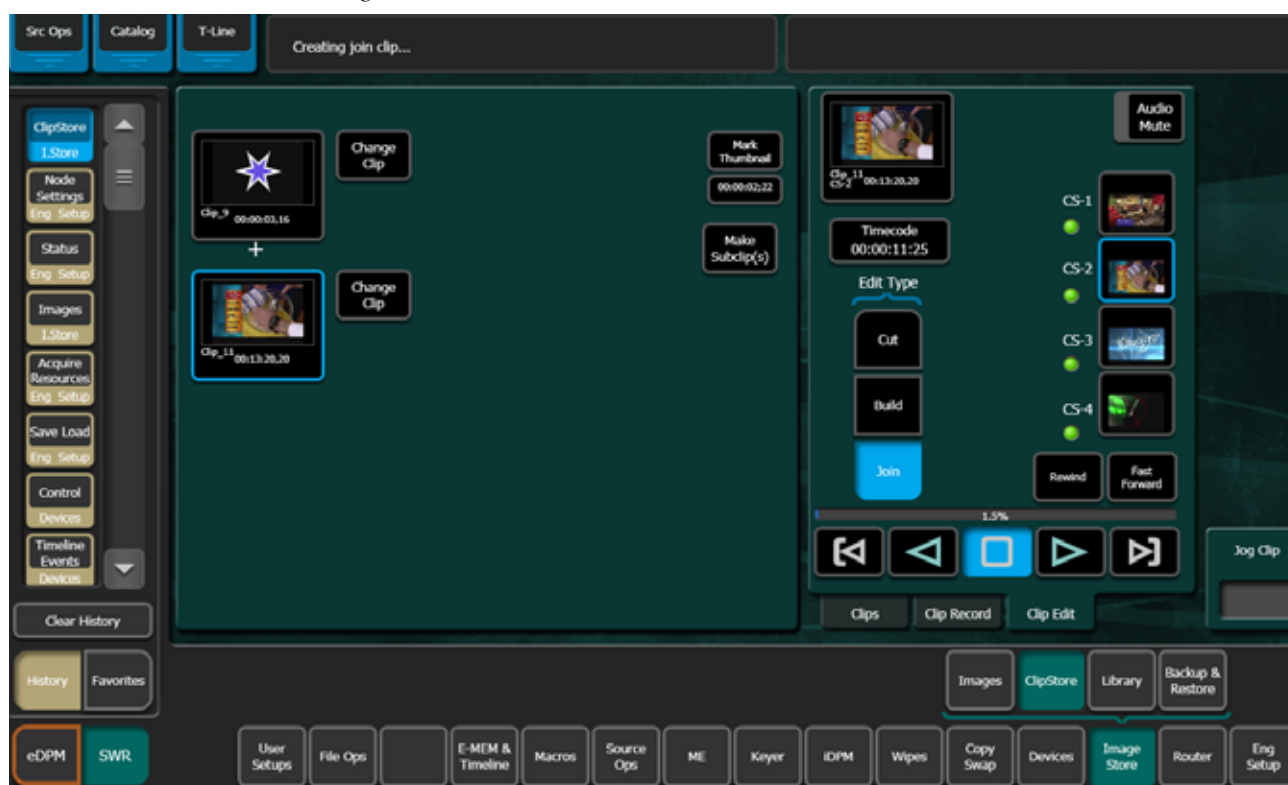 Src Ops
Catalog
T-Line
Creating join clip...
ClipStore
I.Store
Node
Settings
Eng Setup
Status
Eng Setup
Images
I.Store
Acquire
Resources
Eng Setup
Save Load
Eng Setup
Control
Devices
Timeline
Events
Devices
Clear History
History
Favorites
eDPM
SWR
Clip_9
00:00:03,16
Change
Clip
+
Clip_11
00:13:20,20
Change
Clip
Mark
Thumbnail
00:00:02;22
Make
Subclip(s)
Clip_11
CS-2
00:13:20,20
Audio
Mute
Timecode
00:00:11:25
Edit Type
Cut
Build
Join
CS-1
CS-2
CS-3
CS-4
Rewind
Fast
Forward
1.5%
Clips
Clip Record
Clip Edit
Jog Clip
Images
ClipStore
Library
Backup &
Restore
User
Setups
File Ops
E-MEM &
Timeline
Macros
Source
Ops
ME
Keyer
iDPM
Wipes
Copy
Swap
Devices
Image
Store
Router
Eng
Setup